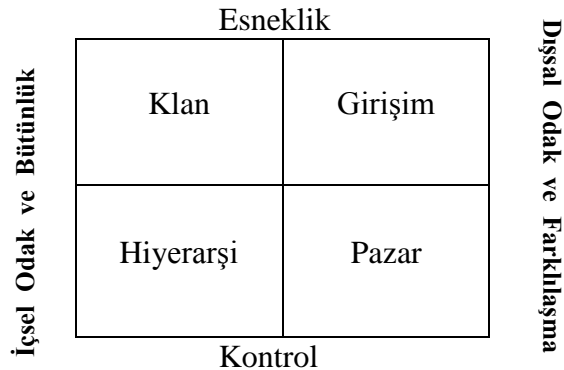 Esneklik
İçsel Odak ve Bütünlük
Klan
Girişim
Dışsal Odak ve Farklılaşma
Hiyerarşi
Pazar
Kontrol